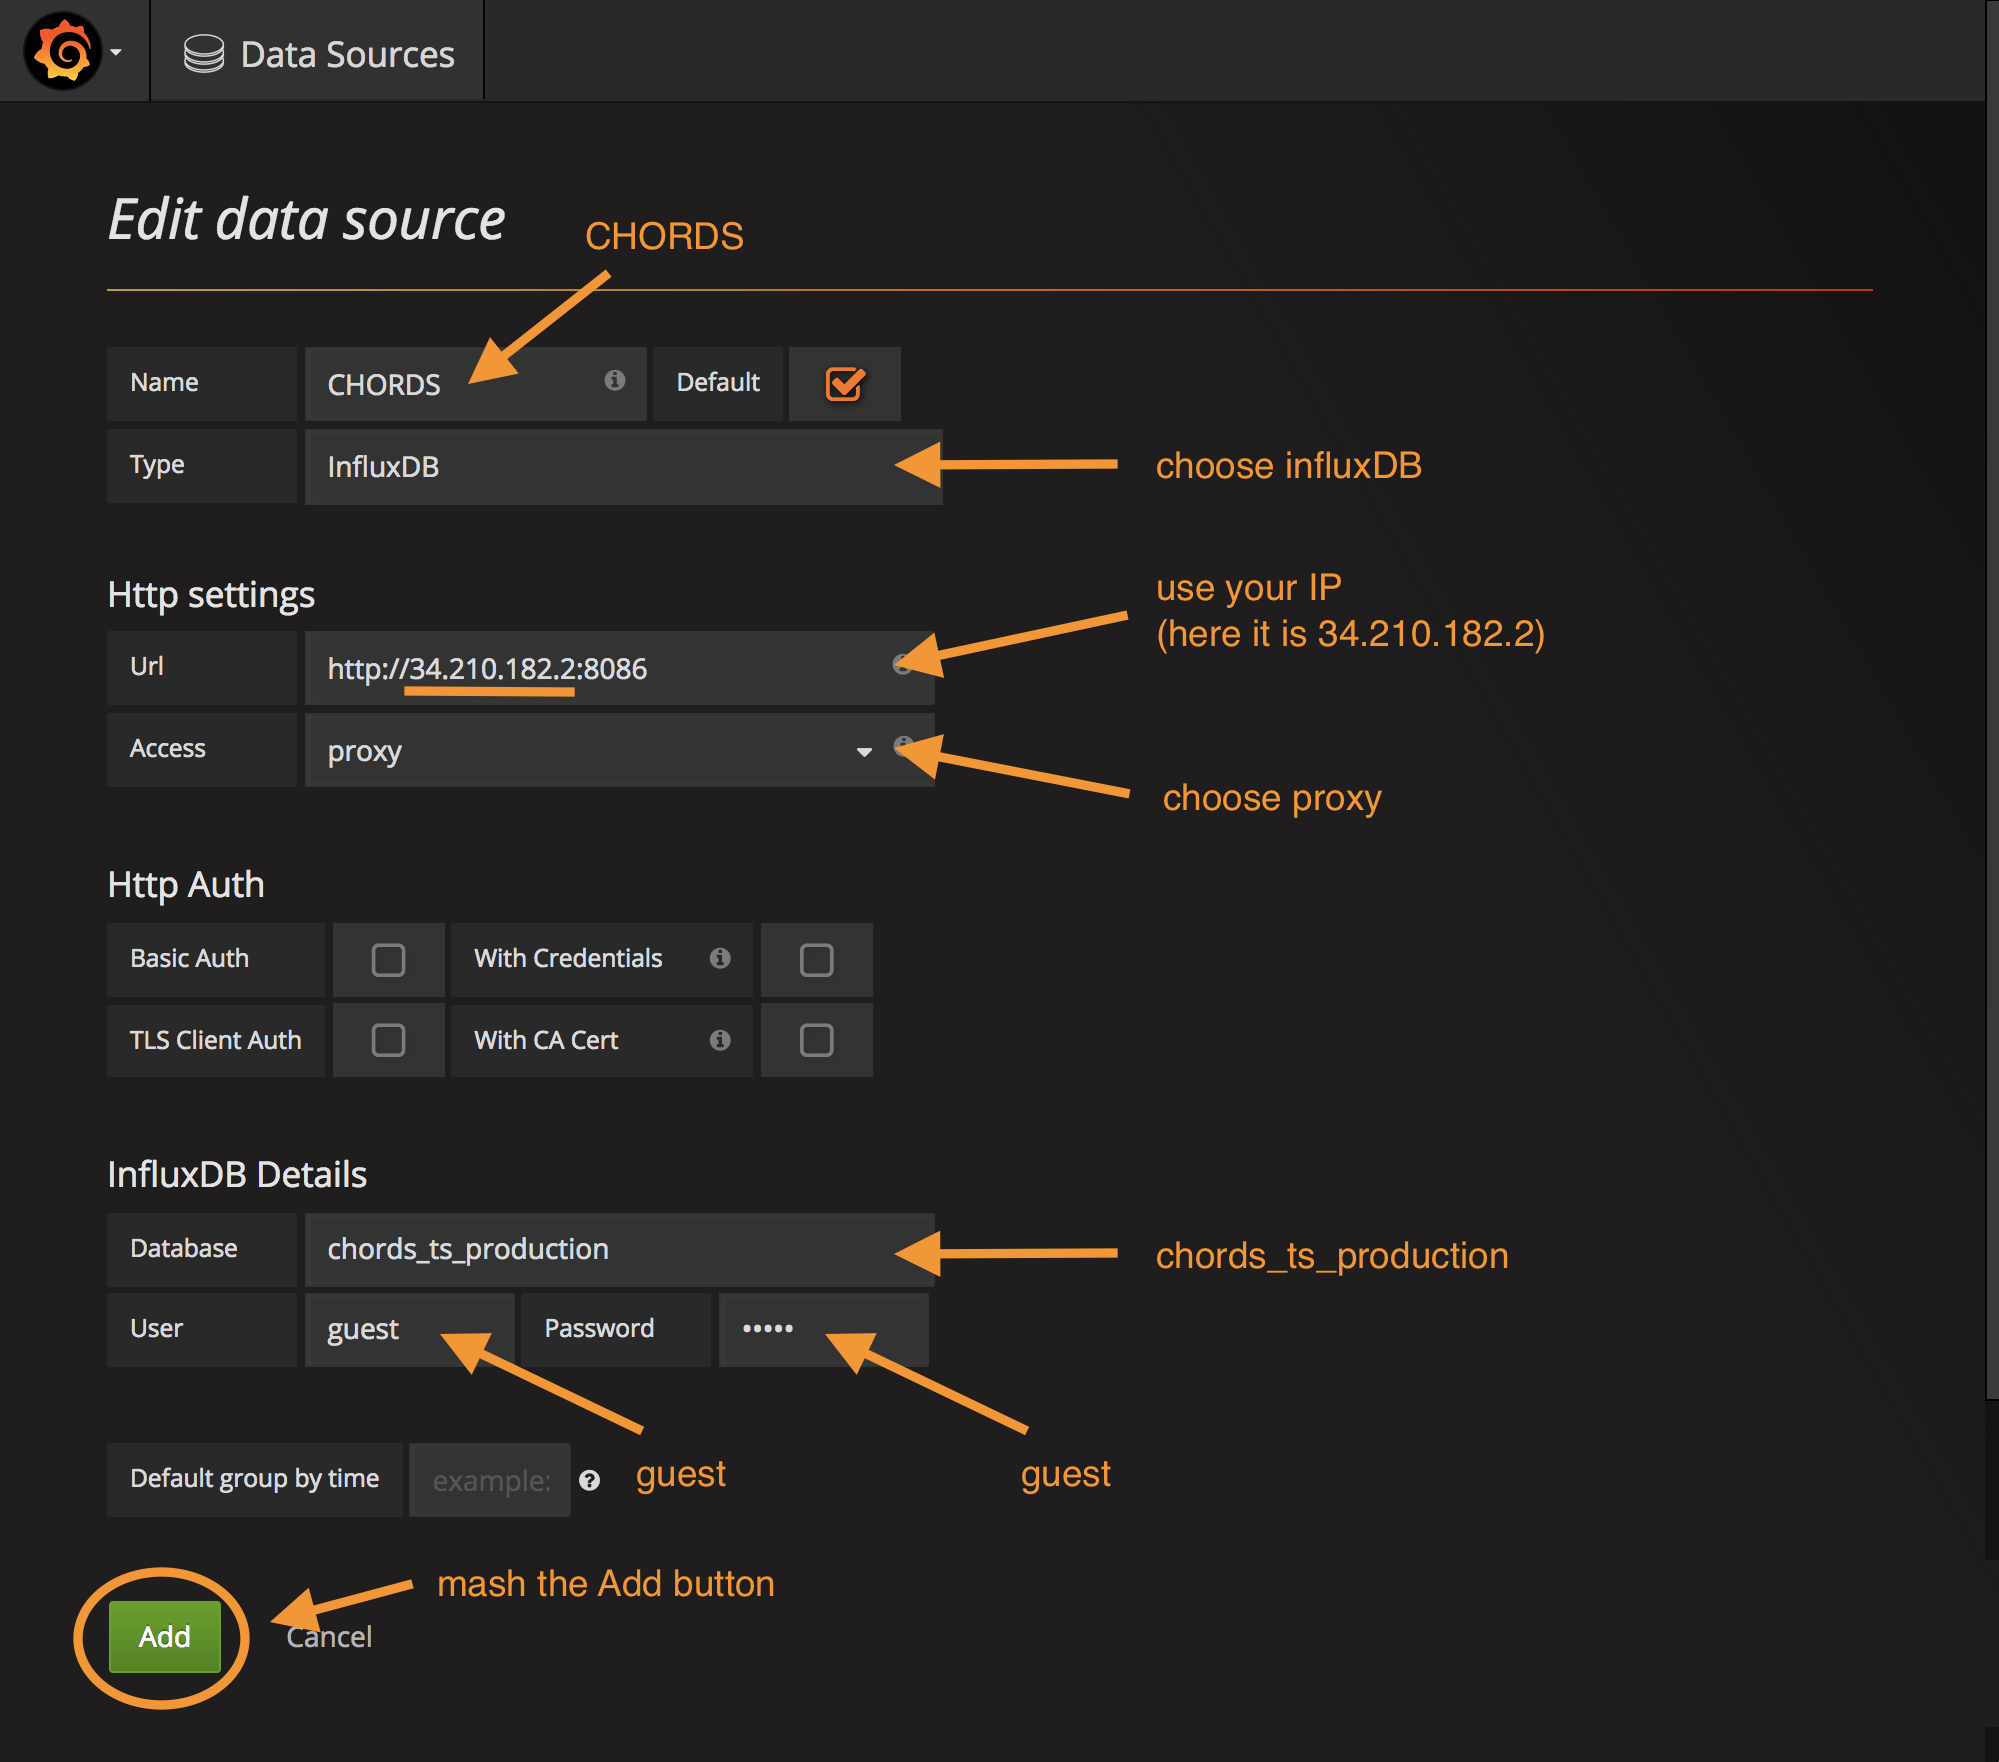 Data Sources
Edit data source
CHORDS
Name CHORDS Default
Type InfluxDB
choose influxDB
Http settings
use your IP
(here it is 34.210.182.2)
Url http://34.210.182.2:8086
Access proxy
choose proxy
Http Auth
Basic Auth With Credentials
TLS Client Auth With CA Cert
InfluxDB Details
Database chords_ts_production
chords_ts_production
User guest Password •••••
guest guest
Default group by time example:
mash the Add button
Add Cancel